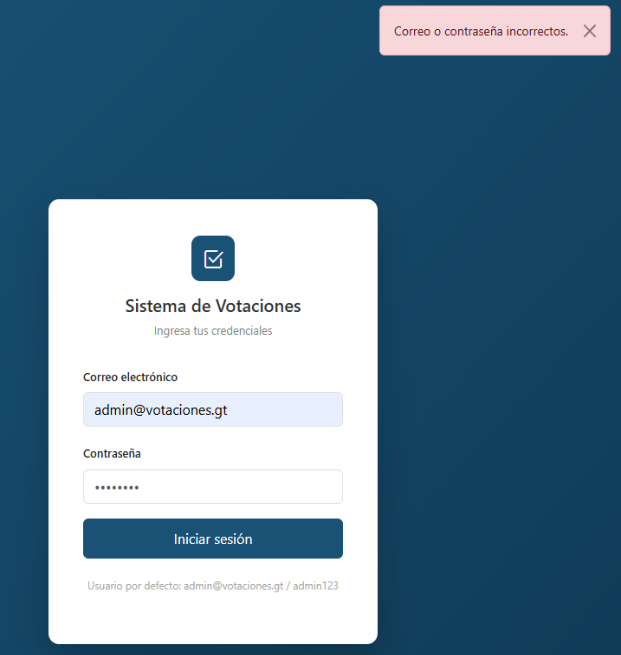 Correo o contraseña incorrectos.
Sistema de Votaciones
Ingresa tus credenciales
Correo electrónico
admin@votaciones.gt
Contraseña
••••••••
Iniciar sesión
Usuario por defecto: admin@votaciones.gt / admin123